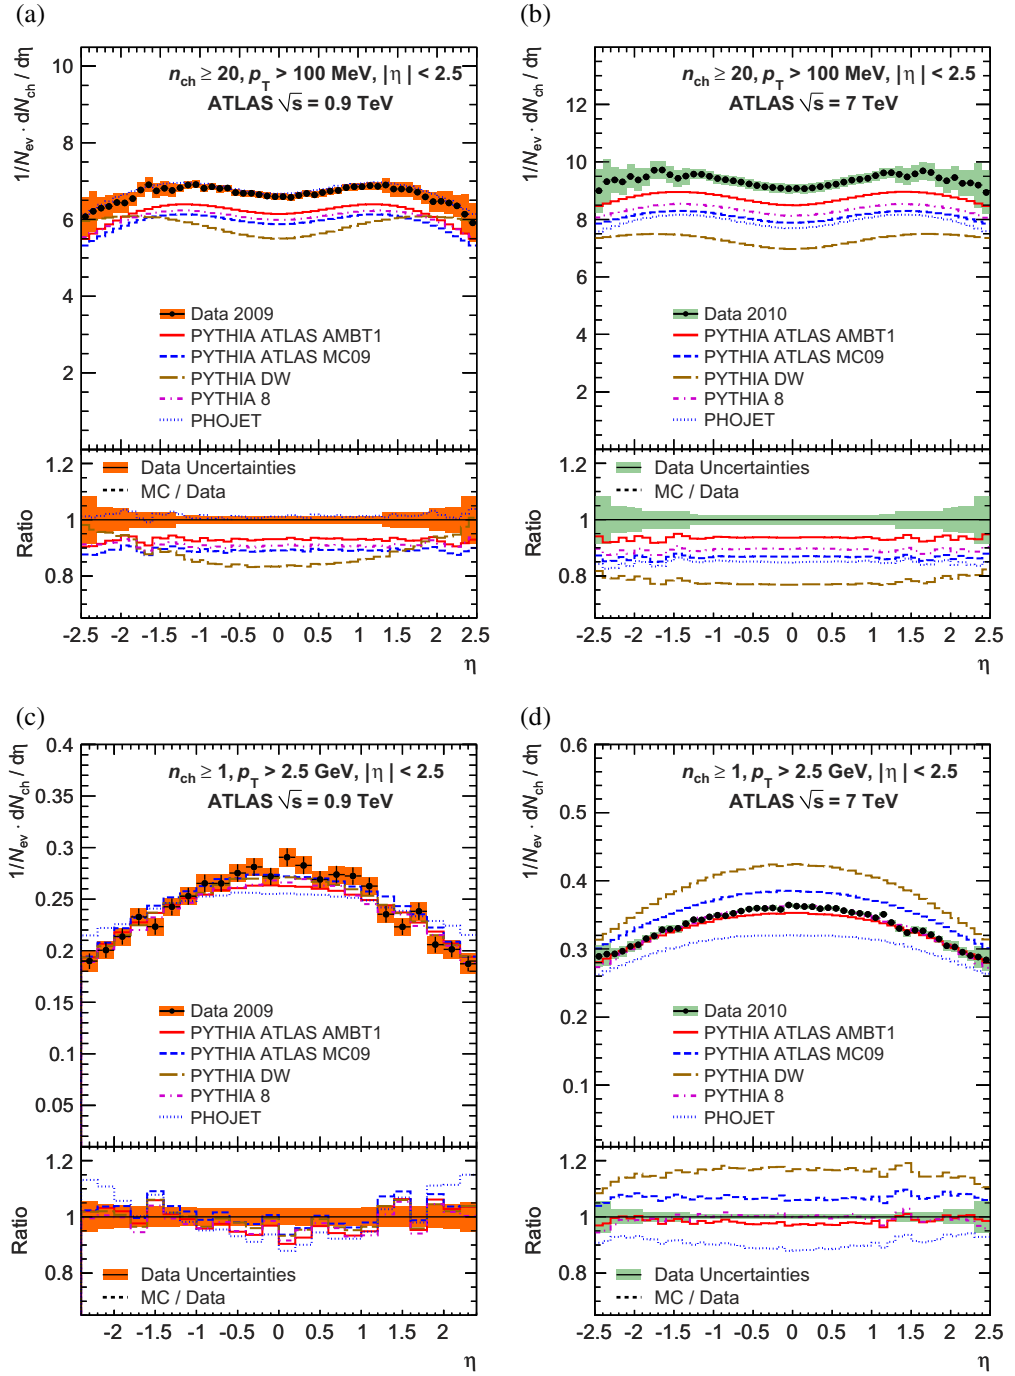 (a)
1/N_ev · dN_ch / dη
10
8
6
4
2
n_ch ≥ 20, p_T > 100 MeV, |η| < 2.5
ATLAS √s = 0.9 TeV
Data 2009
PYTHIA ATLAS AMBT1
PYTHIA ATLAS MC09
PYTHIA DW
PYTHIA 8
PHOJET
Ratio
1.2
1
0.8
Data Uncertainties
MC / Data
-2.5 -2 -1.5 -1 -0.5 0 0.5 1 1.5 2 2.5
η
(b)
1/N_ev · dN_ch / dη
12
10
8
6
4
2
n_ch ≥ 20, p_T > 100 MeV, |η| < 2.5
ATLAS √s = 7 TeV
Data 2010
PYTHIA ATLAS AMBT1
PYTHIA ATLAS MC09
PYTHIA DW
PYTHIA 8
PHOJET
Ratio
1.2
1
0.8
Data Uncertainties
MC / Data
-2.5 -2 -1.5 -1 -0.5 0 0.5 1 1.5 2 2.5
η
(c)
1/N_ev · dN_ch / dη
0.4
0.35
0.3
0.25
0.2
0.15
0.1
0.05
n_ch ≥ 1, p_T > 2.5 GeV, |η| < 2.5
ATLAS √s = 0.9 TeV
Data 2009
PYTHIA ATLAS AMBT1
PYTHIA ATLAS MC09
PYTHIA DW
PYTHIA 8
PHOJET
Ratio
1.2
1
0.8
Data Uncertainties
MC / Data
-2 -1.5 -1 -0.5 0 0.5 1 1.5 2
η
(d)
1/N_ev · dN_ch / dη
0.6
0.5
0.4
0.3
0.2
0.1
n_ch ≥ 1, p_T > 2.5 GeV, |η| < 2.5
ATLAS √s = 7 TeV
Data 2010
PYTHIA ATLAS AMBT1
PYTHIA ATLAS MC09
PYTHIA DW
PYTHIA 8
PHOJET
Ratio
1.2
1
0.8
Data Uncertainties
MC / Data
-2.5 -2 -1.5 -1 -0.5 0 0.5 1 1.5 2 2.5
η